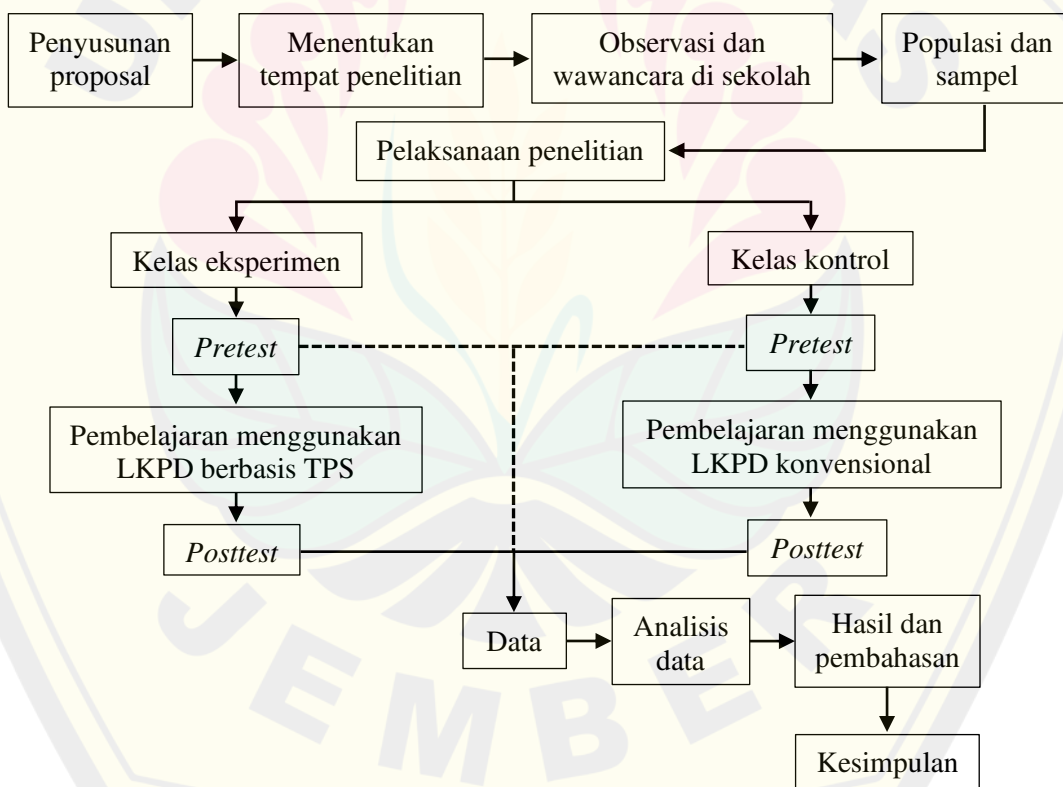 Penyusunan
proposal
Menentukan
tempat penelitian
Observasi dan
wawancara di sekolah
Populasi dan
sampel
Pelaksanaan penelitian
Kelas eksperimen
Kelas kontrol
Pretest
Pretest
Pembelajaran menggunakan
LKPD berbasis TPS
Pembelajaran menggunakan
LKPD konvensional
Posttest
Posttest
Data
Analisis
data
Hasil dan
pembahasan
Kesimpulan
JEMBER